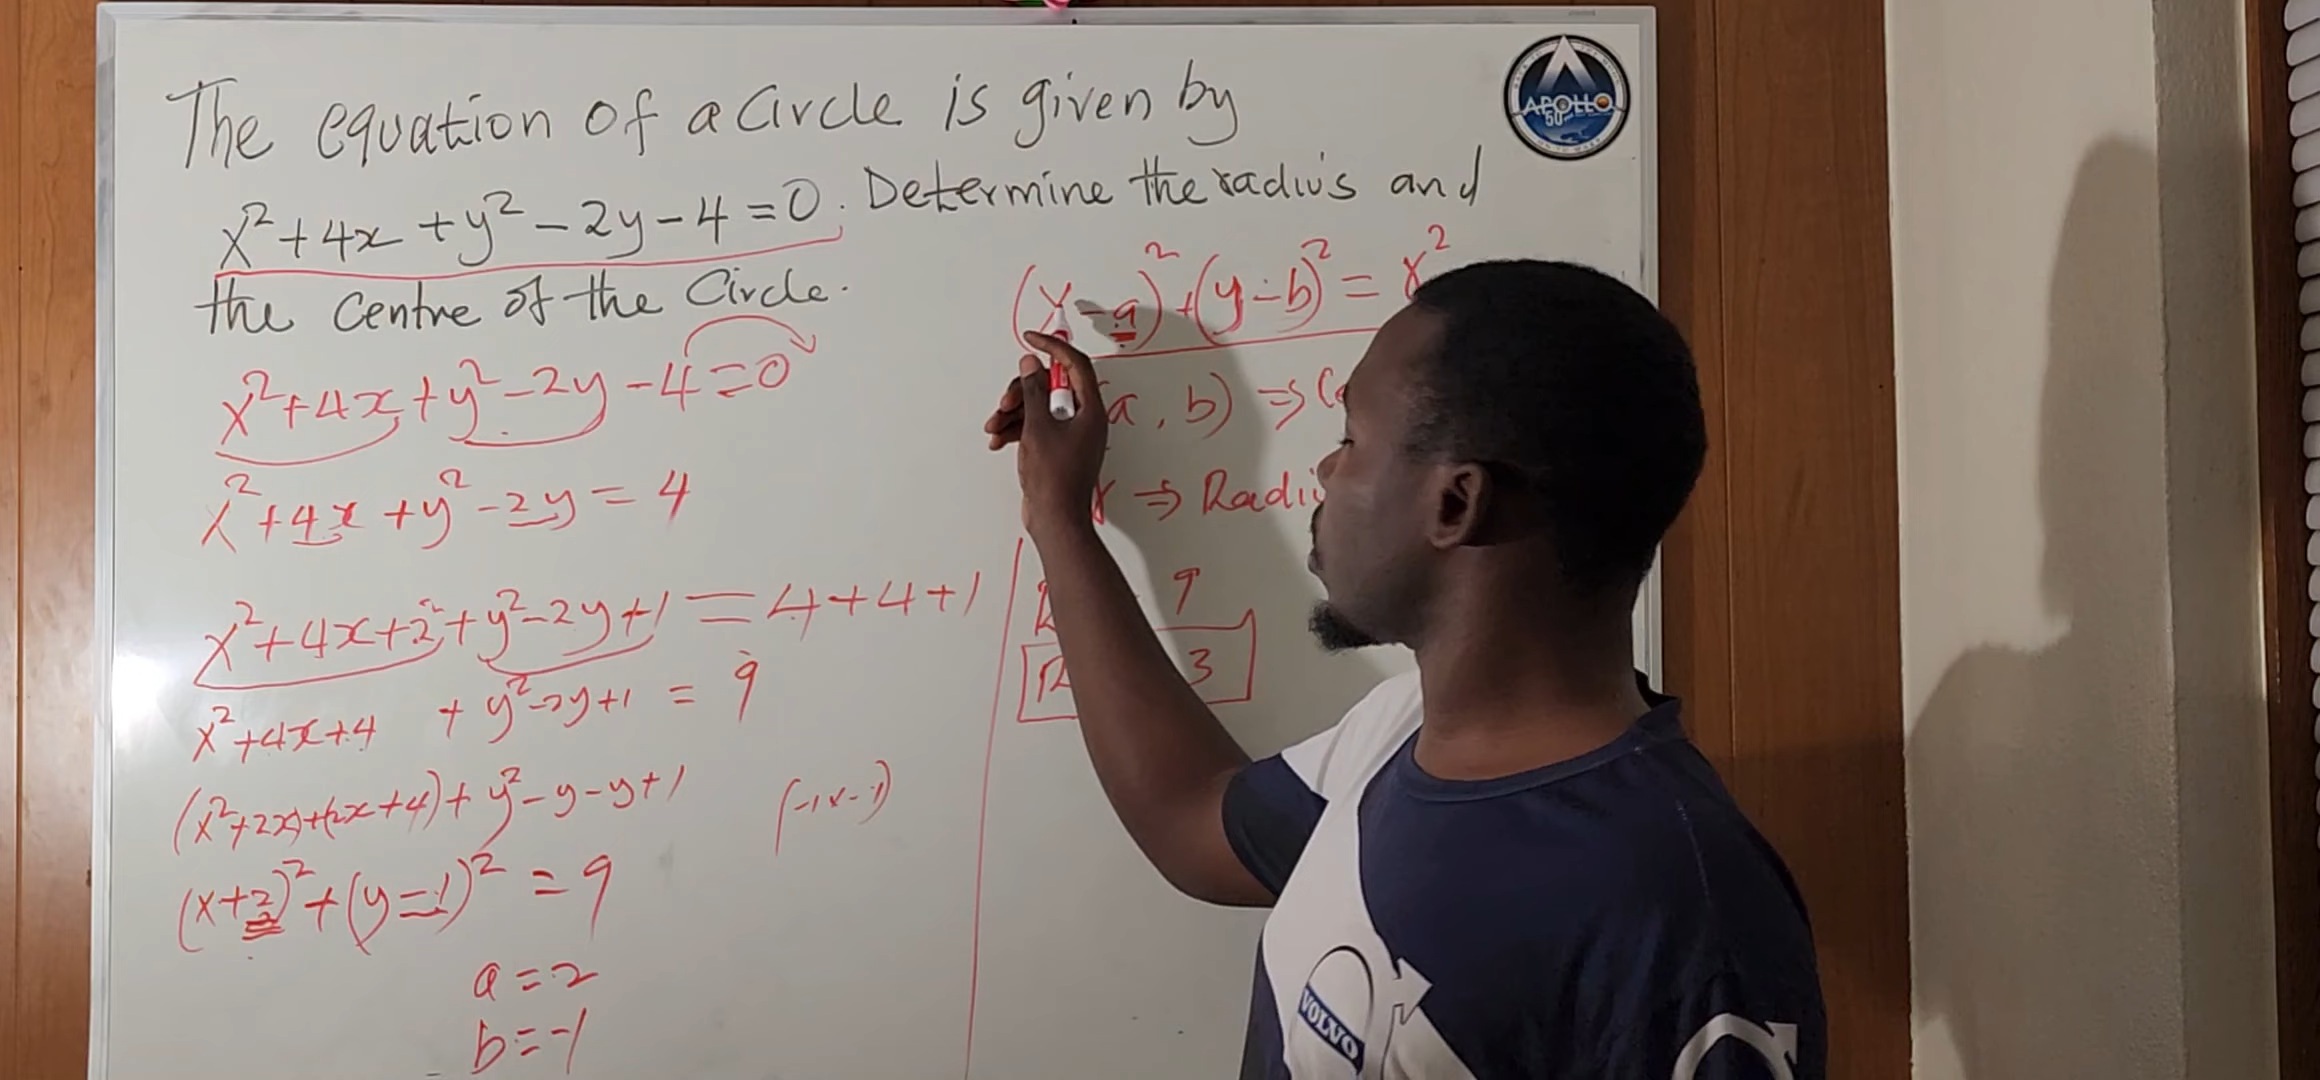 The equation of a Circle is given by
x²+4x+y²-2y-4=0. Determine the radius and
the Centre of the Circle.
x²+4x+y²-2y-4=0
x²+4x+y²-2y=4
x²+4x+2²+y²-2y+1=4+4+1
x²+4x+4 +y²-2y+1=9
(x²+2x)+(2x+4)+y²-y-y+1
(-1x-1)
(x+2)²+(y-1)²=9
a=2
b=-1
(x-a)²+(y-b)²=r²
a, b) ⇒
r ⇒ Radiu
9
3
APOLLO
50
VOLVO